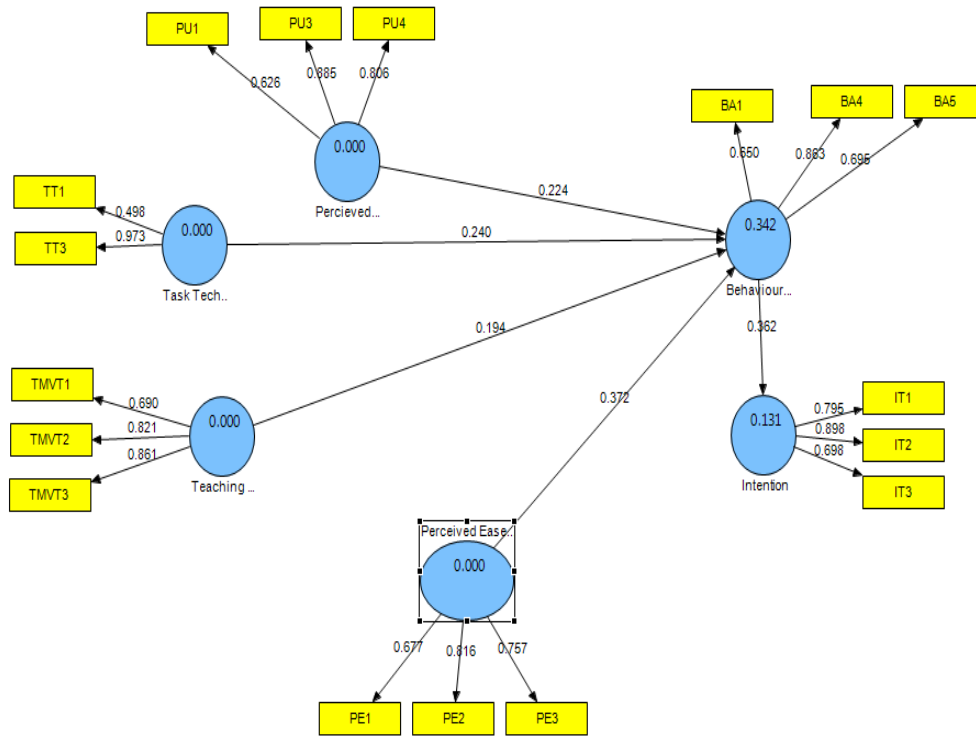 PU1
PU3
PU4
0.626
0.885
0.806
0.000
Percieved...
BA1
BA4
BA5
0.650
0.863
0.695
0.342
Behaviour...
0.224
TT1
TT3
0.498
0.973
0.000
Task Tech..
0.240
0.194
0.362
0.372
TMVT1
TMVT2
TMVT3
0.690
0.821
0.861
0.000
Teaching ...
0.131
Intention
0.795
0.898
0.698
IT1
IT2
IT3
Perceived Ease..
0.000
0.677
0.816
0.757
PE1
PE2
PE3